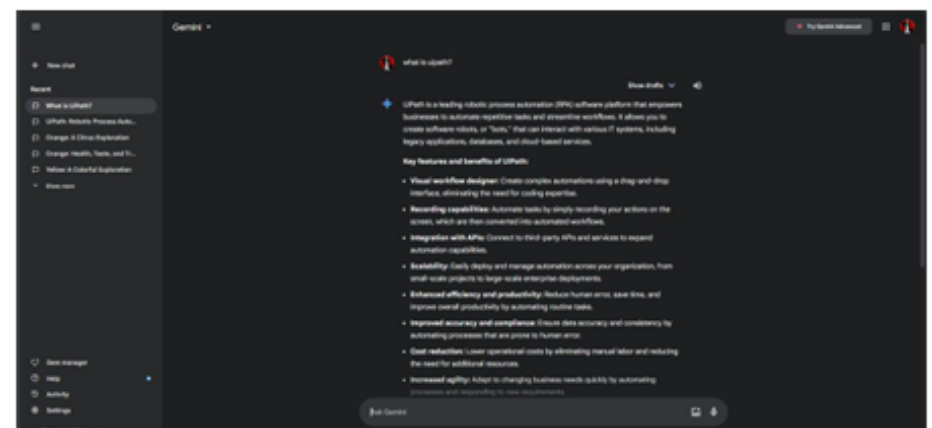 Gemini
Try Gemini Advanced
New chat
Recent
What is UiPath?
UiPath: Robotic Process Auto...
Orange: A Citrus Exploration
Orange: Health, Taste, and Tr...
Yellow: A Colorful Exploration
Show more
Gem manager
Help
Activity
Settings
what is uipath?
Show drafts
UiPath is a leading robotic process automation (RPA) software platform that empowers
businesses to automate repetitive tasks and streamline workflows. It allows you to
create software robots, or "bots," that can interact with various IT systems, including
legacy applications, databases, and cloud-based services.
Key features and benefits of UiPath:
• Visual workflow designer: Create complex automations using a drag-and-drop
interface, eliminating the need for coding expertise.
• Recording capabilities: Automate tasks by simply recording your actions on the
screen, which are then converted into automated workflows.
• Integration with APIs: Connect to third-party APIs and services to expand
automation capabilities.
• Scalability: Easily deploy and manage automation across your organization, from
small-scale projects to large-scale enterprise deployments.
• Enhanced efficiency and productivity: Reduce human error, save time, and
improve overall productivity by automating routine tasks.
• Improved accuracy and compliance: Ensure data accuracy and consistency by
automating processes that are prone to human error.
• Cost reduction: Lower operational costs by eliminating manual labor and reducing
the need for additional resources.
• Increased agility: Adapt to changing business needs quickly by automating
processes and responding to new requirements.
Ask Gemini